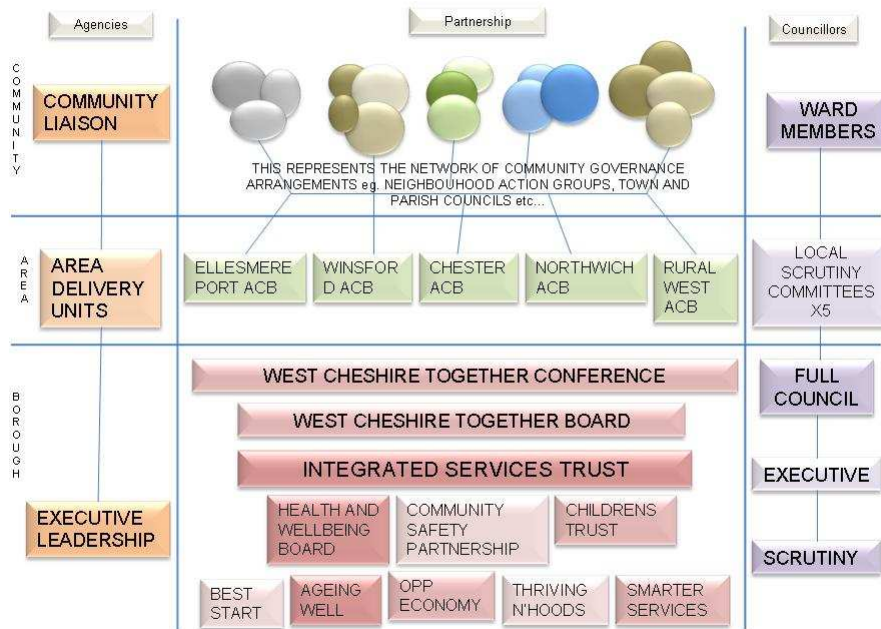 Agencies
Partnership
Councillors
COMMUNITY
COMMUNITY
LIAISON
WARD
MEMBERS
THIS REPRESENTS THE NETWORK OF COMMUNITY GOVERNANCE
ARRANGEMENTS eg. NEIGHBOUHOOD ACTION GROUPS, TOWN AND
PARISH COUNCILS etc...
AREA
AREA
DELIVERY
UNITS
ELLESMERE
PORT ACB
WINSFOR
D ACB
CHESTER
ACB
NORTHWICH
ACB
RURAL
WEST
ACB
LOCAL
SCRUTINY
COMMITTEES
X5
BOROUGH
WEST CHESHIRE TOGETHER CONFERENCE
WEST CHESHIRE TOGETHER BOARD
INTEGRATED SERVICES TRUST
FULL
COUNCIL
EXECUTIVE
SCRUTINY
EXECUTIVE
LEADERSHIP
HEALTH AND
WELLBEING
BOARD
COMMUNITY
SAFETY
PARTNERSHIP
CHILDRENS
TRUST
BEST
START
AGEING
WELL
OPP
ECONOMY
THRIVING
N'HOODS
SMARTER
SERVICES